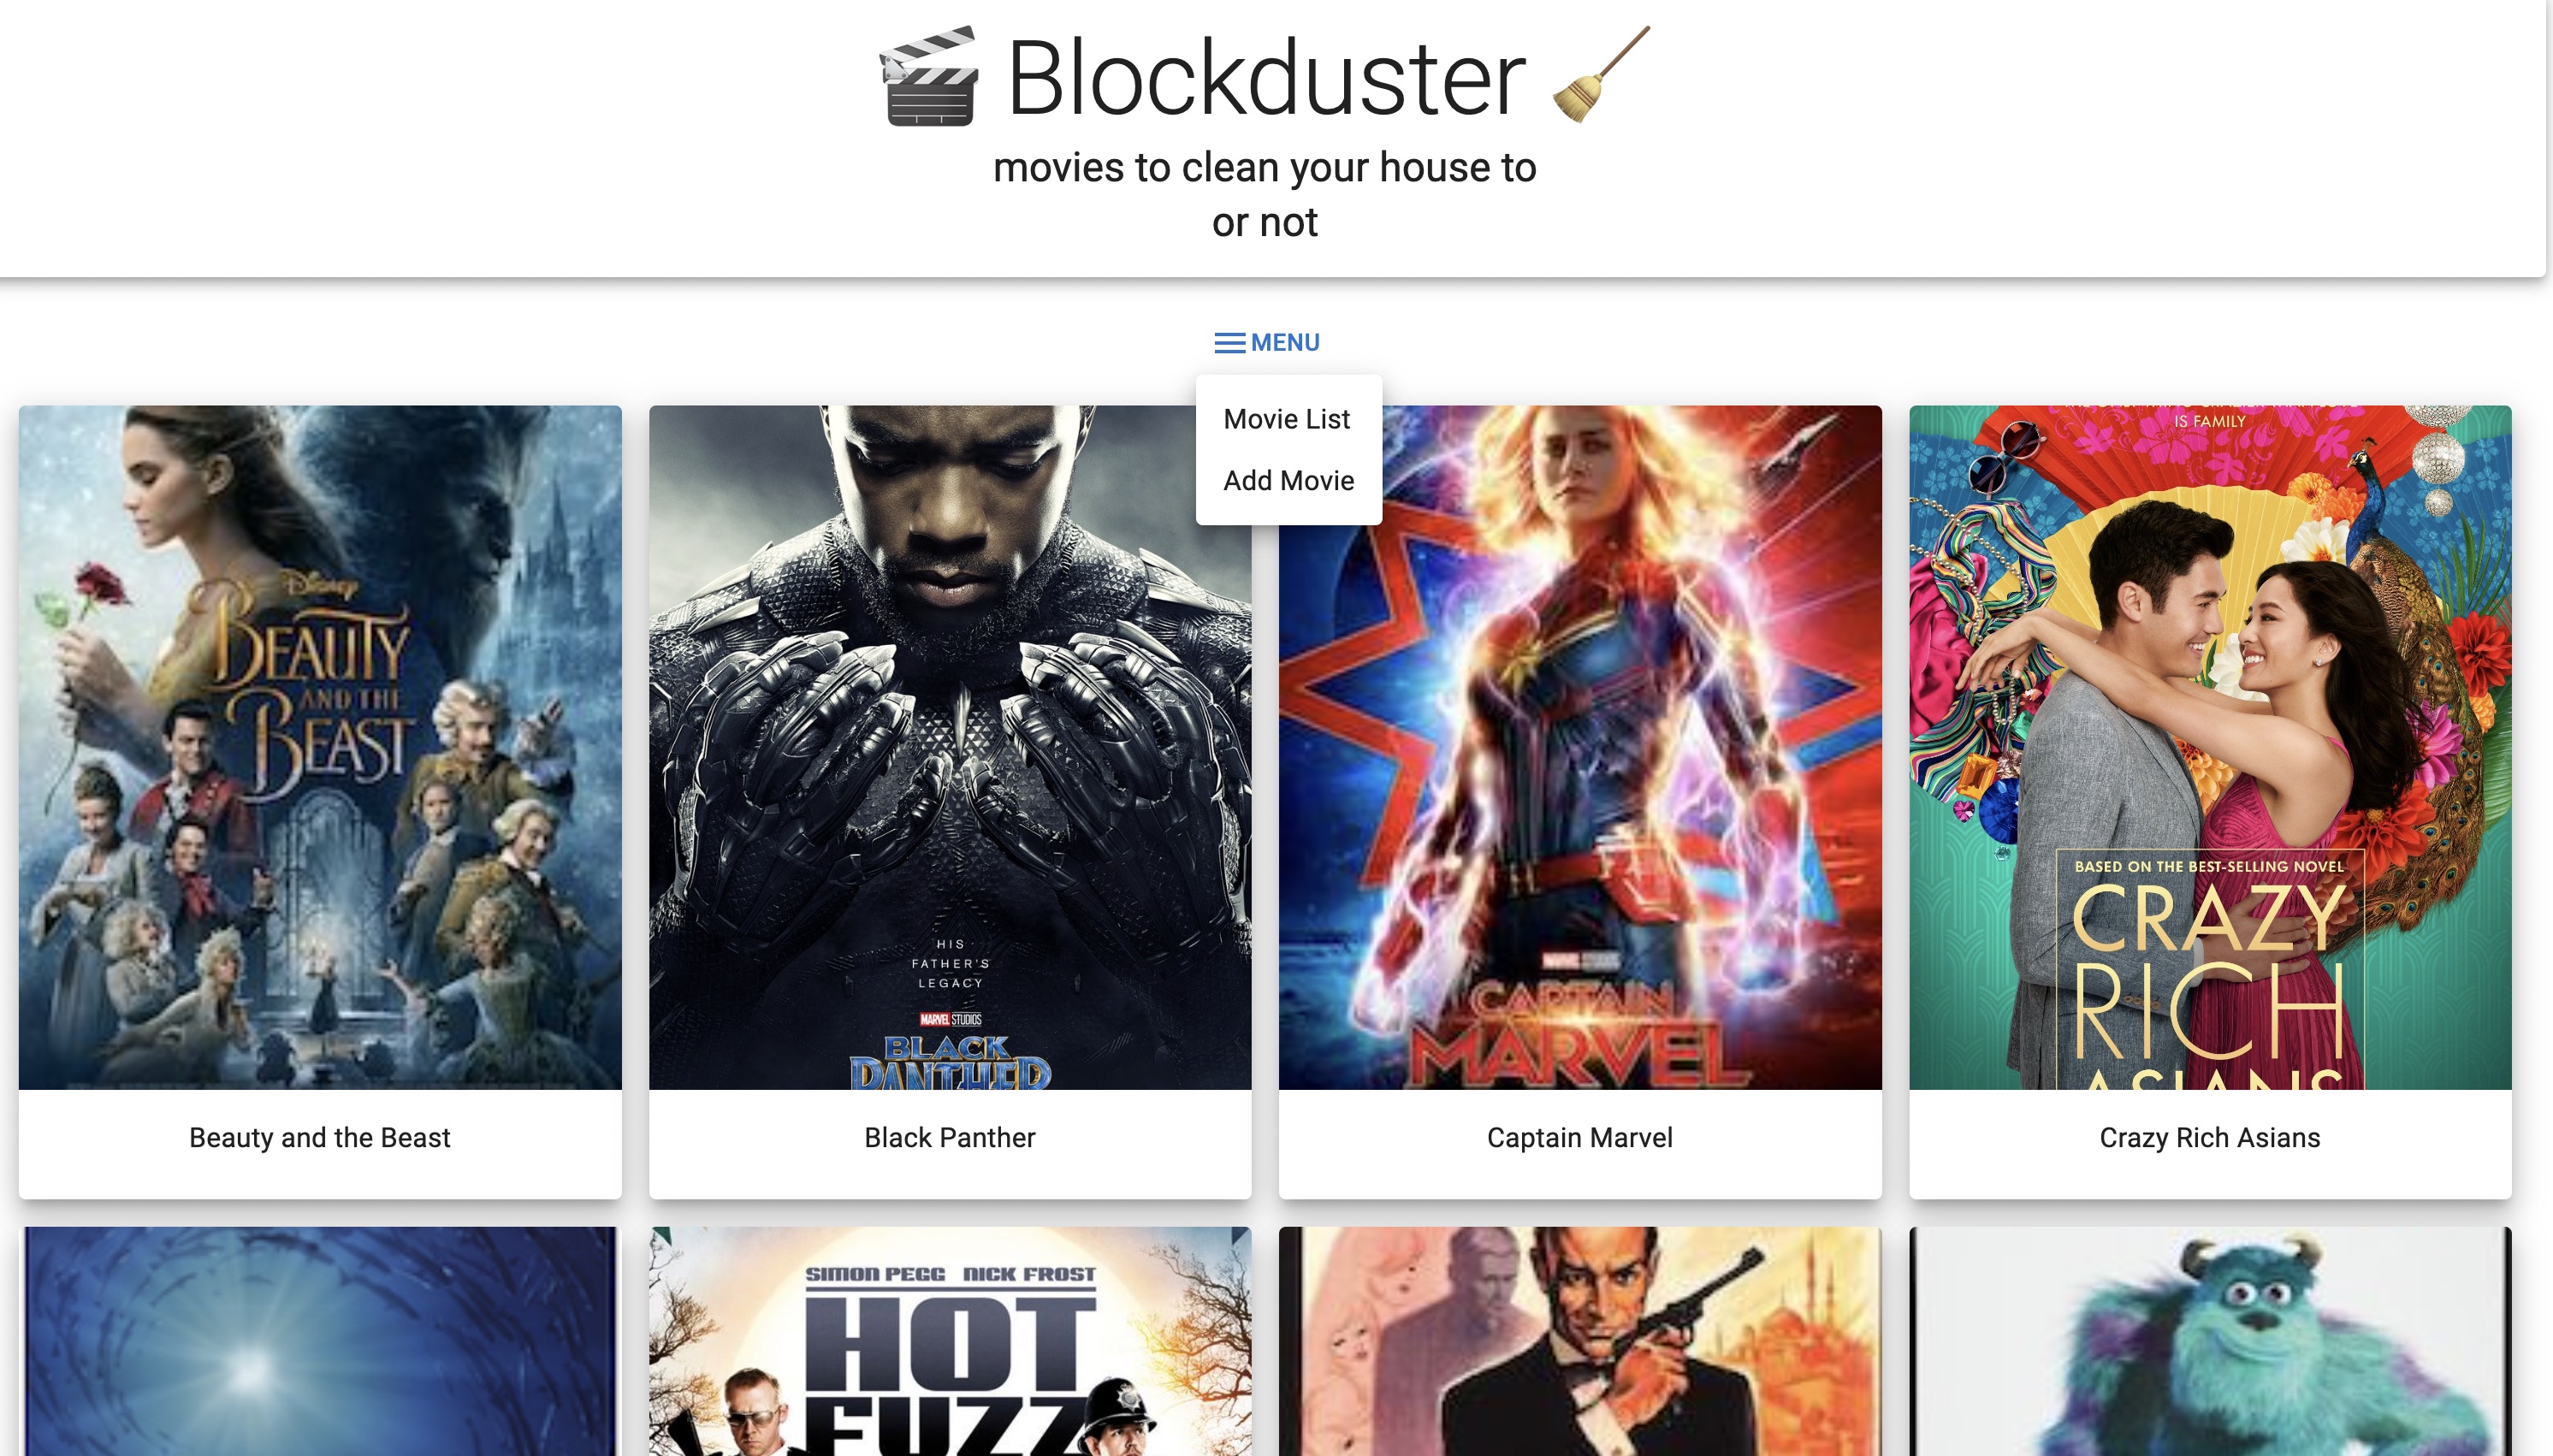 Blockduster
movies to clean your house to
or not
MENU
Movie List
Add Movie
IS FAMILY
Disney
BEAUTY
AND THE
BEAST
HIS
FATHER'S
LEGACY
MARVEL STUDIOS
BLACK
PANTHER
MARVEL STUDIOS
CAPTAIN
MARVEL
BASED ON THE BEST-SELLING NOVEL
CRAZY
RICH
ASIANS
Beauty and the Beast
Black Panther
Captain Marvel
Crazy Rich Asians
SIMON PEGG NICK FROST
HOT
FUZZ